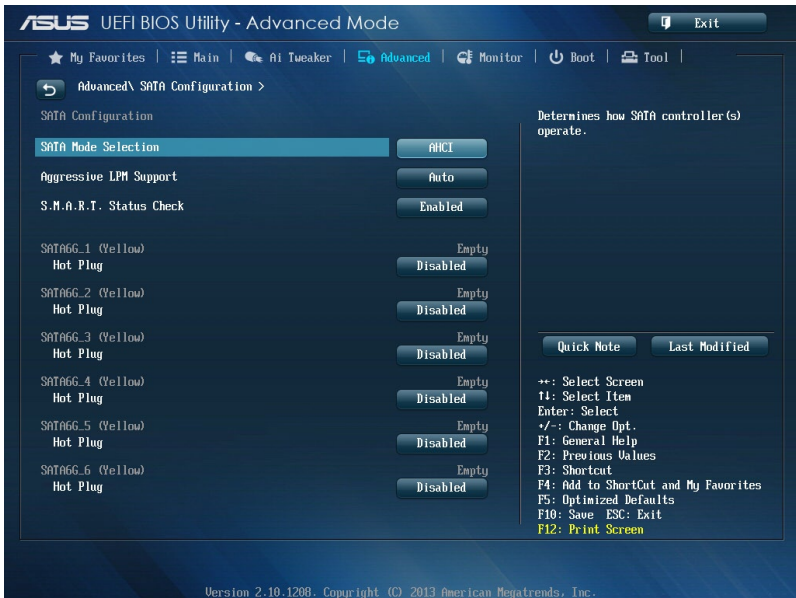 ASUS UEFI BIOS Utility - Advanced Mode
Exit
My Favorites | Main | Ai Tweaker | Advanced | Monitor | Boot | Tool |
Advanced\ SATA Configuration >
SATA Configuration
SATA Mode Selection AHCI
Aggressive LPM Support Auto
S.M.A.R.T. Status Check Enabled
SATA6G_1 (Yellow) Empty
Hot Plug Disabled
SATA6G_2 (Yellow) Empty
Hot Plug Disabled
SATA6G_3 (Yellow) Empty
Hot Plug Disabled
SATA6G_4 (Yellow) Empty
Hot Plug Disabled
SATA6G_5 (Yellow) Empty
Hot Plug Disabled
SATA6G_6 (Yellow) Empty
Hot Plug Disabled
Determines how SATA controller(s)
operate.
Quick Note Last Modified
→←: Select Screen
↑↓: Select Item
Enter: Select
+/-: Change Opt.
F1: General Help
F2: Previous Values
F3: Shortcut
F4: Add to ShortCut and My Favorites
F5: Optimized Defaults
F10: Save ESC: Exit
F12: Print Screen
Version 2.10.1208. Copyright (C) 2013 American Megatrends, Inc.